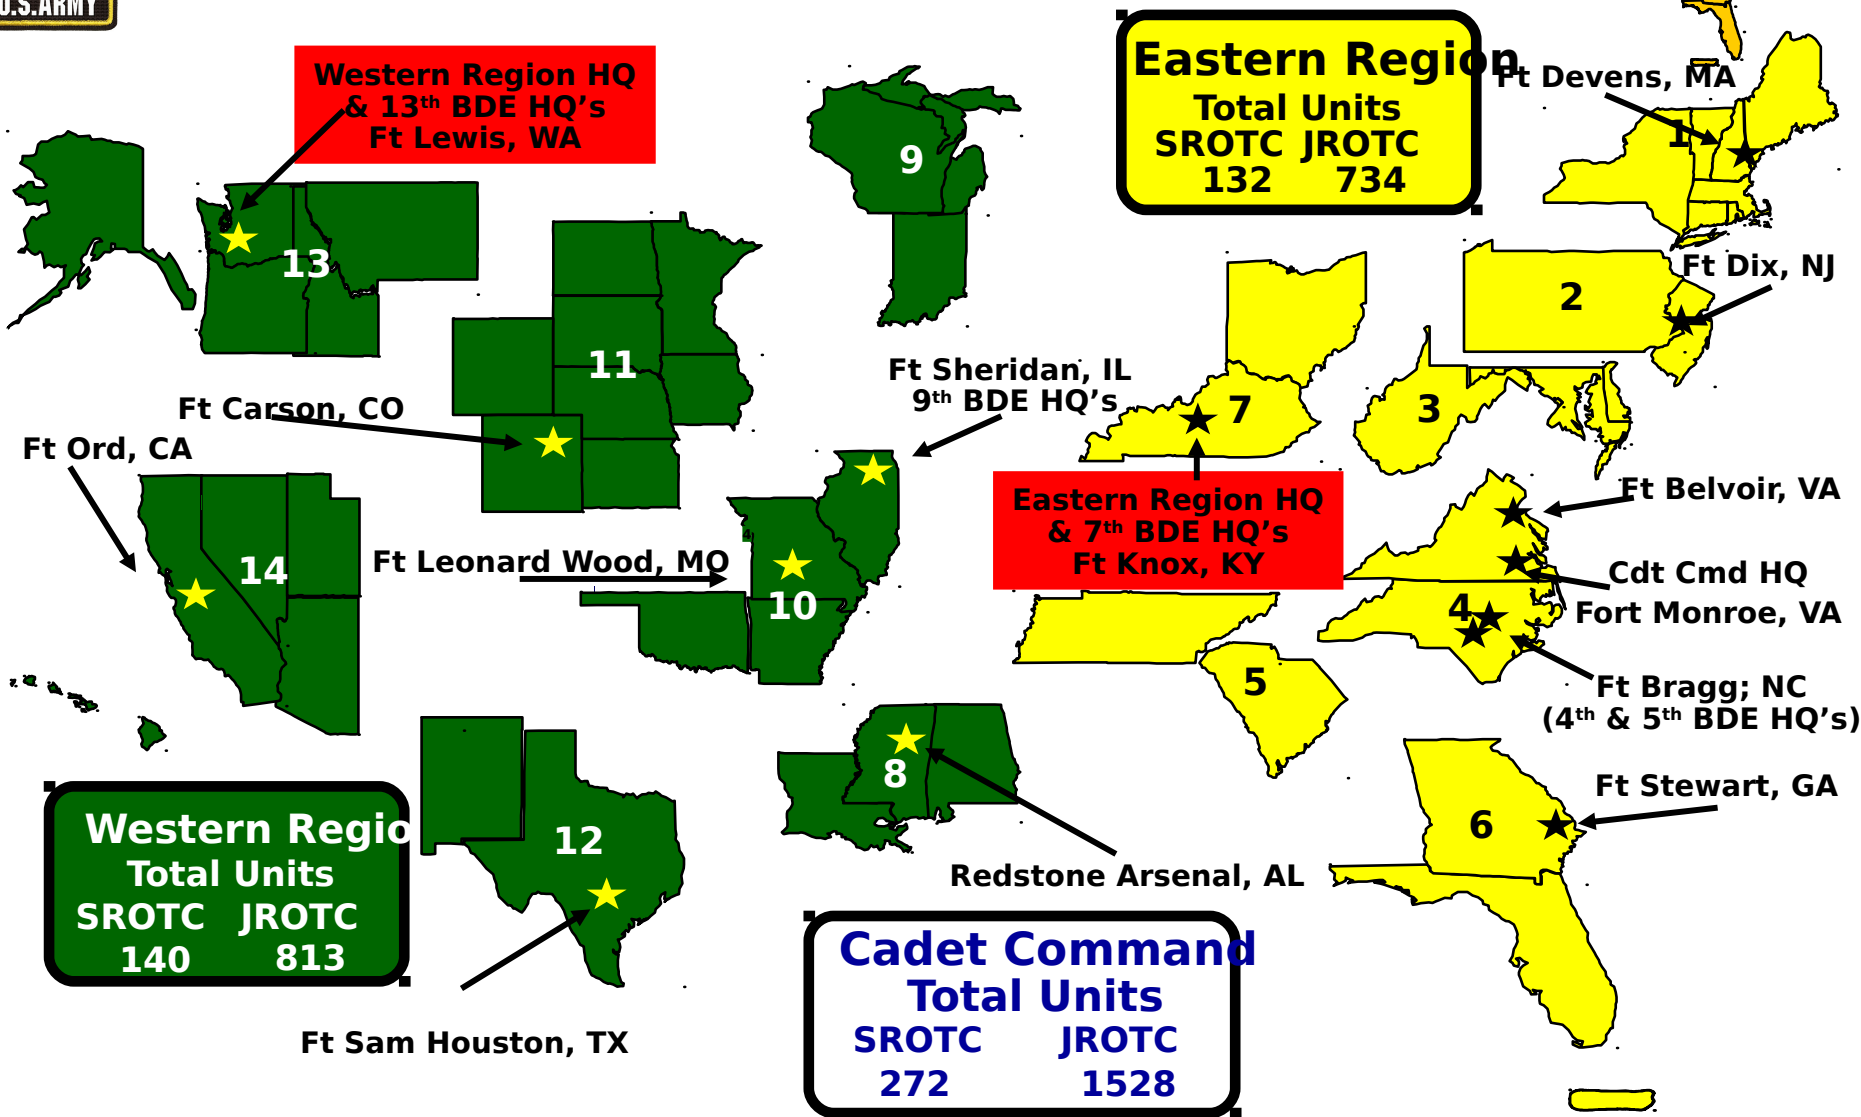 U.S.ARMY
Western Region HQ
& 13th BDE HQ’s
Ft Lewis, WA
Eastern Region
Total Units
SROTC JROTC
132 734
Ft Devens, MA
1
9
13
2
Ft Dix, NJ
11
Ft Sheridan, IL
9th BDE HQ’s
7
3
Ft Carson, CO
Ft Ord, CA
Eastern Region HQ
& 7th BDE HQ’s
Ft Knox, KY
Ft Belvoir, VA
14
Ft Leonard Wood, MO
10
Cdt Cmd HQ
Fort Monroe, VA
4
5
Ft Bragg; NC
(4th & 5th BDE HQ’s)
8
Ft Stewart, GA
6
Western Regio
Total Units
SROTC JROTC
140 813
12
Redstone Arsenal, AL
Ft Sam Houston, TX
Cadet Command
Total Units
SROTC JROTC
272 1528